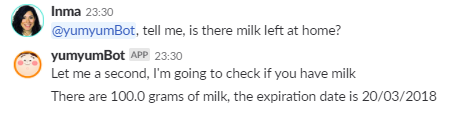 Inma 23:30
@yumyumBot, tell me, is there milk left at home?
yumyumBot APP 23:30
Let me a second, I'm going to check if you have milk
There are 100.0 grams of milk, the expiration date is 20/03/2018